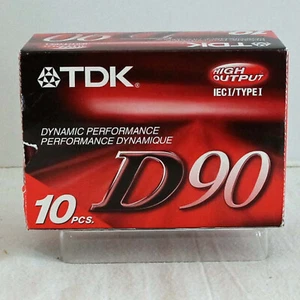 TDK®
HIGH
OUTPUT
IECI/TYPE I
DYNAMIC PERFORMANCE
PERFORMANCE DYNAMIQUE
D90
10 PCS.